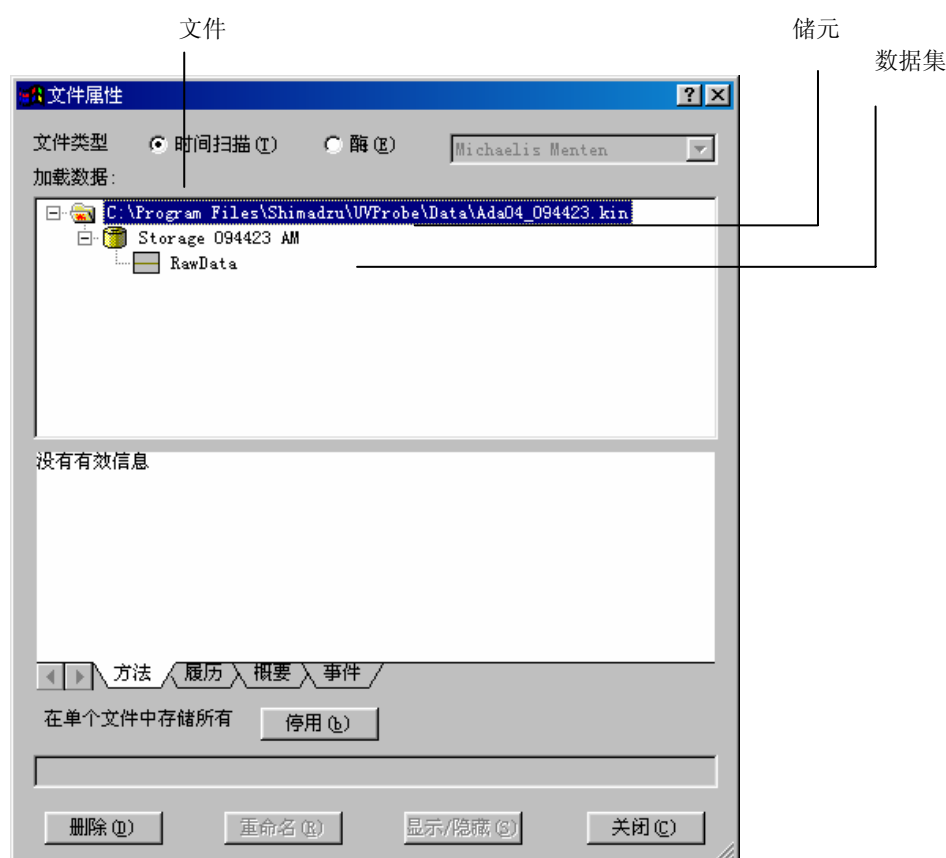 文件
储元
数据集
文件属性
文件类型 时间扫描(T) 酶(E) Michaelis Menten
加载数据:
C:\Program Files\Shimadzu\UVProbe\Data\Ada04_094423.kin
Storage 094423 AM
RawData
没有有效信息
方法 履历 概要 事件
在单个文件中存储所有 停用(b)
删除(D) 重命名(R) 显示/隐藏(S) 关闭(C)